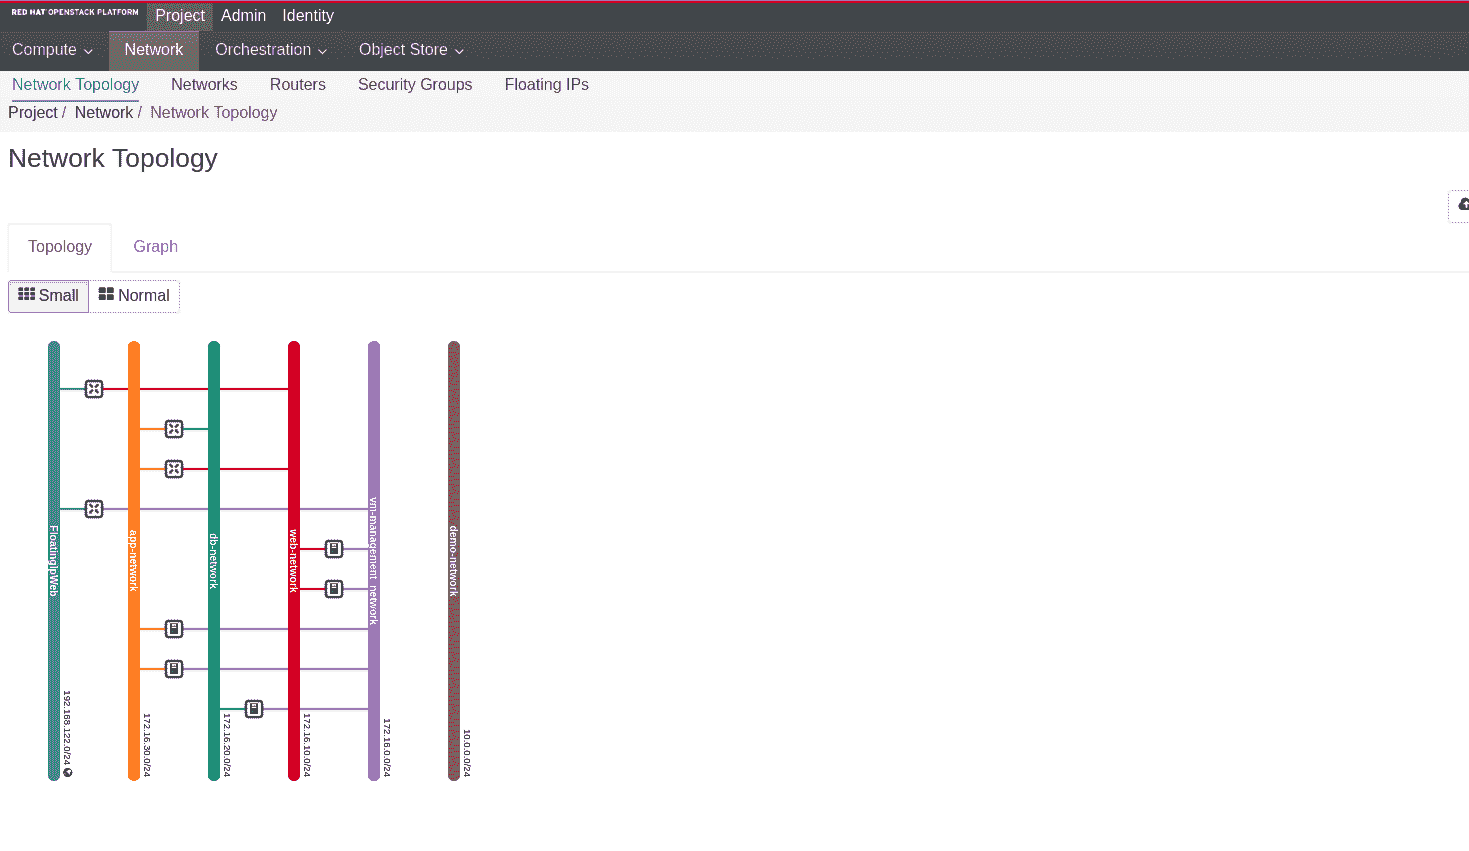 RED HAT OPENSTACK PLATFORM Project Admin Identity
Compute Network Orchestration Object Store
Network Topology Networks Routers Security Groups Floating IPs
Project / Network / Network Topology
Network Topology
Topology Graph
Small Normal
FloatingIpWeb
192.168.122.0/24
app-network
172.16.30.0/24
db-network
172.16.20.0/24
web-network
172.16.10.0/24
vm-management_network
172.16.0.0/24
demo-network
10.0.0.0/24